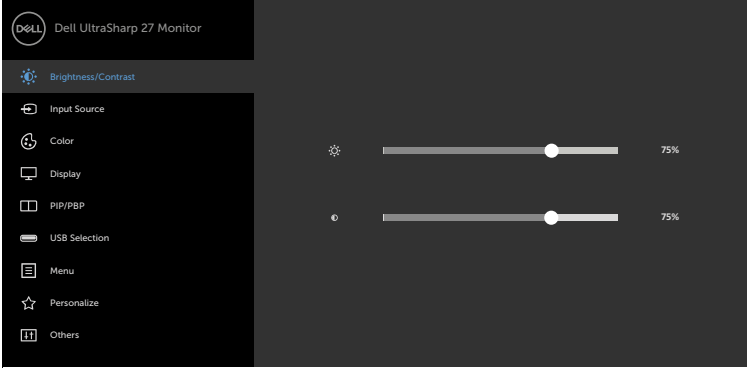 DELL
Dell UltraSharp 27 Monitor
Brightness/Contrast
Input Source
Color
75%
Display
PIP/PBP
75%
USB Selection
Menu
Personalize
Others